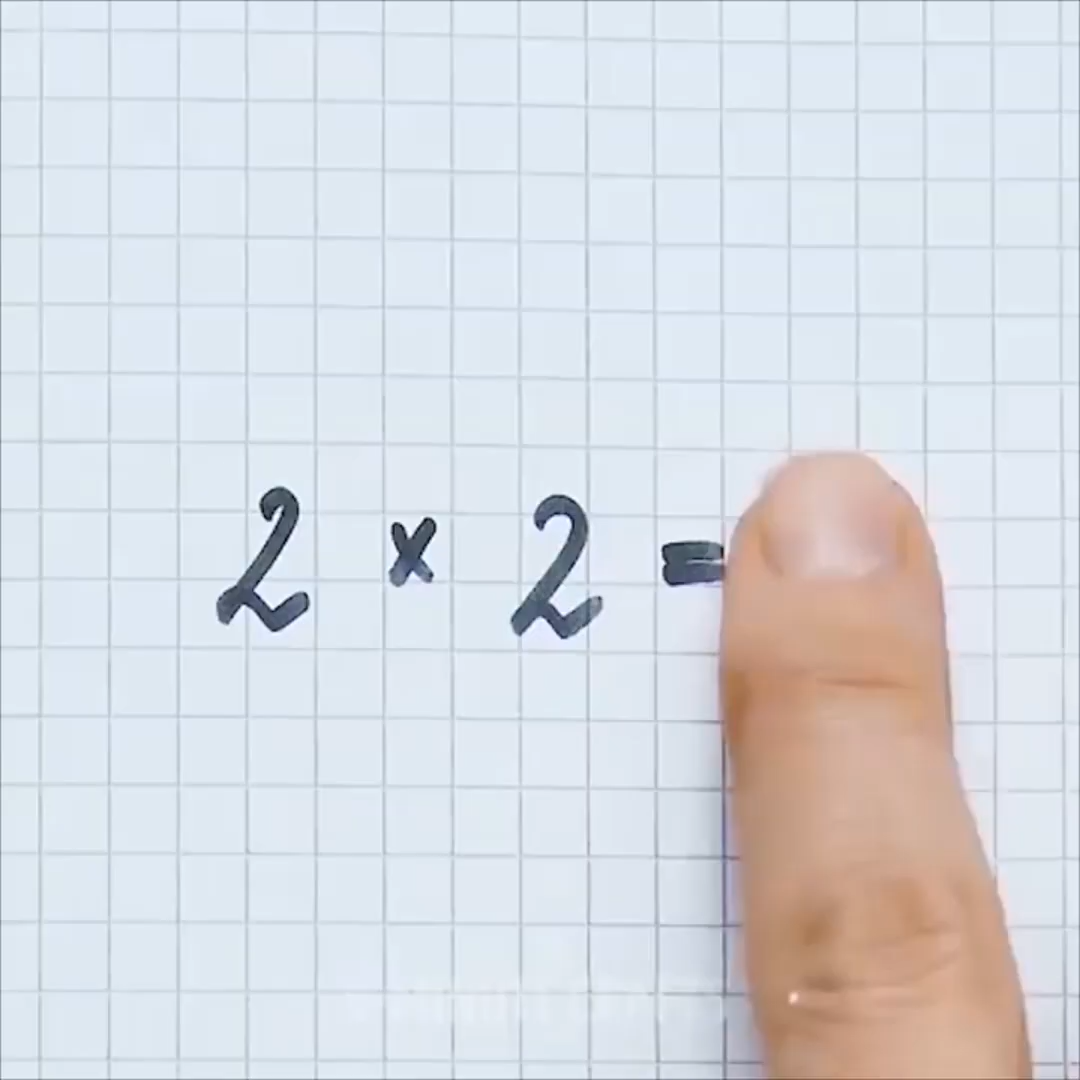 2 × 2 =